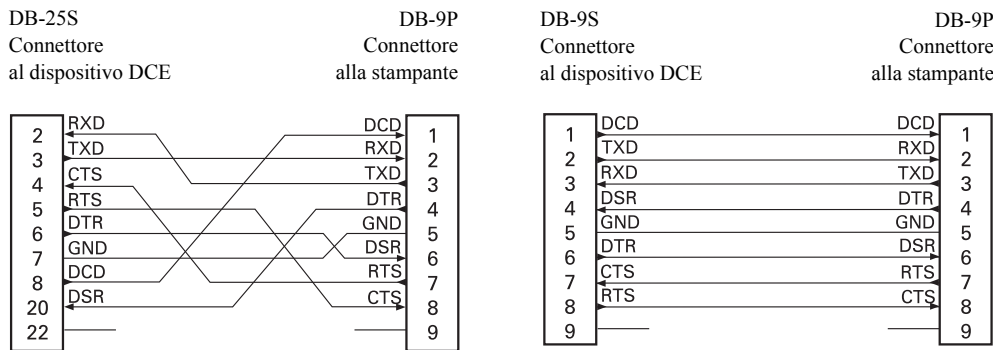 DB-25S DB-9P
Connettore Connettore
al dispositivo DCE alla stampante
2 RXD DCD 1
3 TXD RXD 2
4 CTS TXD 3
5 RTS DTR 4
6 DTR GND 5
7 GND DSR 6
8 DCD RTS 7
20 DSR CTS 8
22 9
DB-9S DB-9P
Connettore Connettore
al dispositivo DCE alla stampante
1 DCD DCD 1
2 TXD RXD 2
3 RXD TXD 3
4 DSR DTR 4
5 GND GND 5
6 DTR DSR 6
7 CTS RTS 7
8 RTS CTS 8
9 9